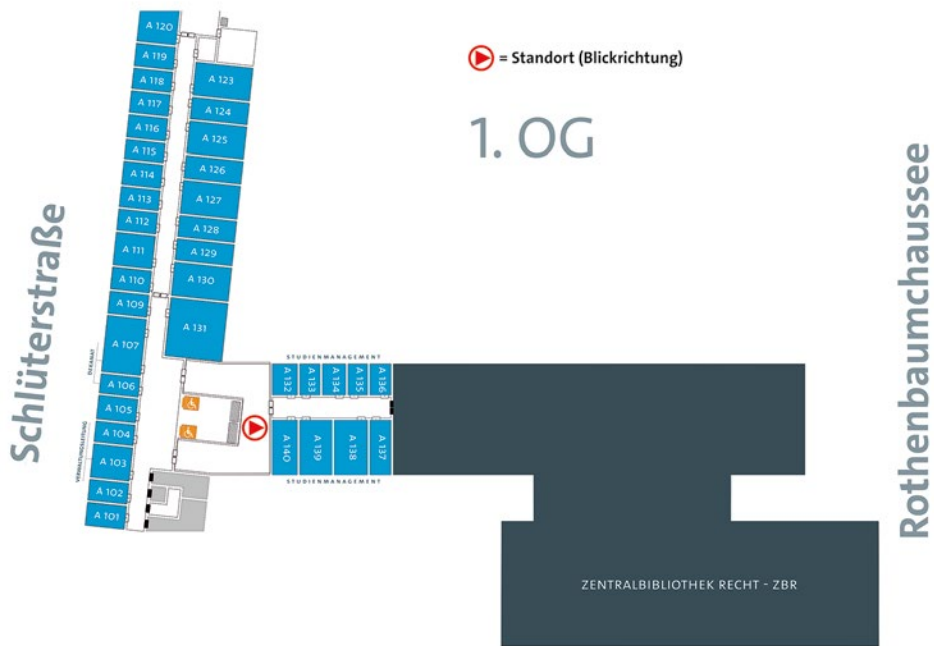 = Standort (Blickrichtung)
1. OG
Schlüterstraße
Rothenbaumchaussee
A 120
A 119
A 118
A 117
A 116
A 115
A 114
A 113
A 112
A 111
A 110
A 109
A 107
A 106
A 105
A 104
A 103
A 102
A 101
DEKANAT
VERWALTUNGSLEITUNG
A 123
A 124
A 125
A 126
A 127
A 128
A 129
A 130
A 131
STUDIENMANAGEMENT
A 132
A 133
A 134
A 135
A 136
A 140
A 139
A 138
A 137
STUDIENMANAGEMENT
ZENTRALBIBLIOTHEK RECHT - ZBR